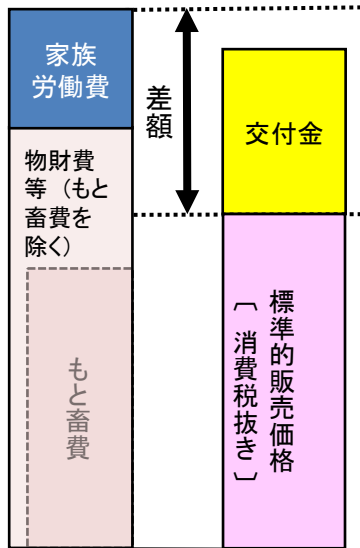 家族
労働費
物財費
等（もと
畜費を
除く）
もと畜費
差額
交付金
標準的販売価格
〔消費税抜き〕